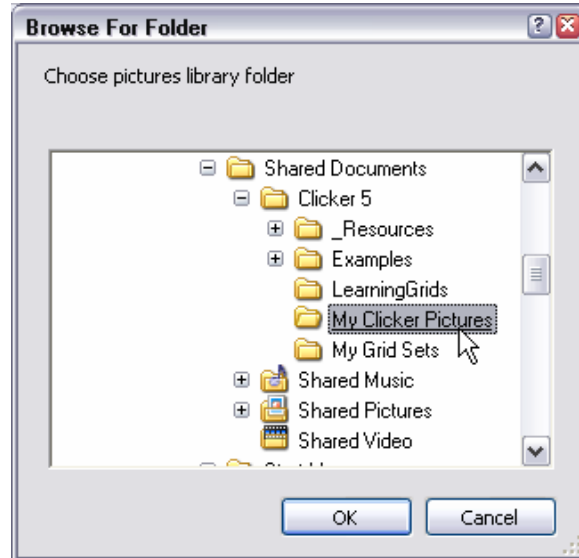 Browse For Folder
Choose pictures library folder
Shared Documents
Clicker 5
_Resources
Examples
LearningGrids
My Clicker Pictures
My Grid Sets
Shared Music
Shared Pictures
Shared Video
OK Cancel